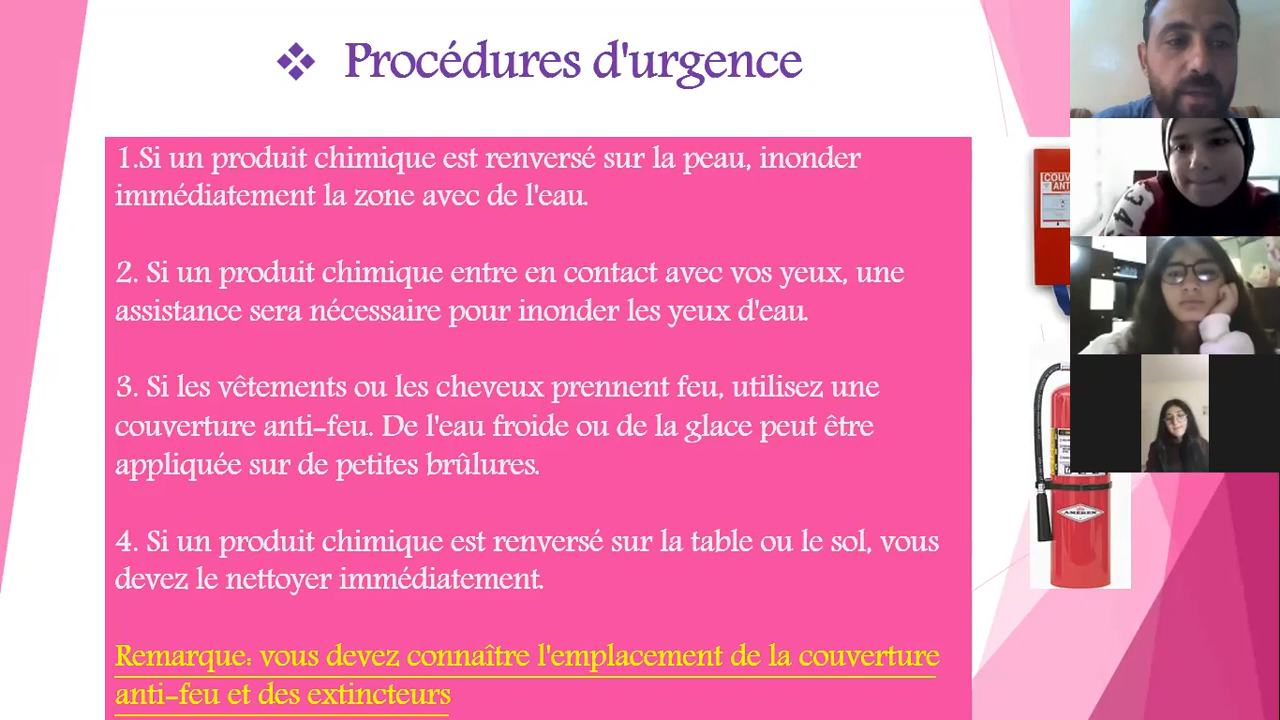 ❖ Procédures d'urgence
1.Si un produit chimique est renversé sur la peau, inonder
immédiatement la zone avec de l'eau.
2. Si un produit chimique entre en contact avec vos yeux, une
assistance sera nécessaire pour inonder les yeux d'eau.
3. Si les vêtements ou les cheveux prennent feu, utilisez une
couverture anti-feu. De l'eau froide ou de la glace peut être
appliquée sur de petites brûlures.
4. Si un produit chimique est renversé sur la table ou le sol, vous
devez le nettoyer immédiatement.
Remarque: vous devez connaître l'emplacement de la couverture
anti-feu et des extincteurs
COUV
ANT
34
AMEREX